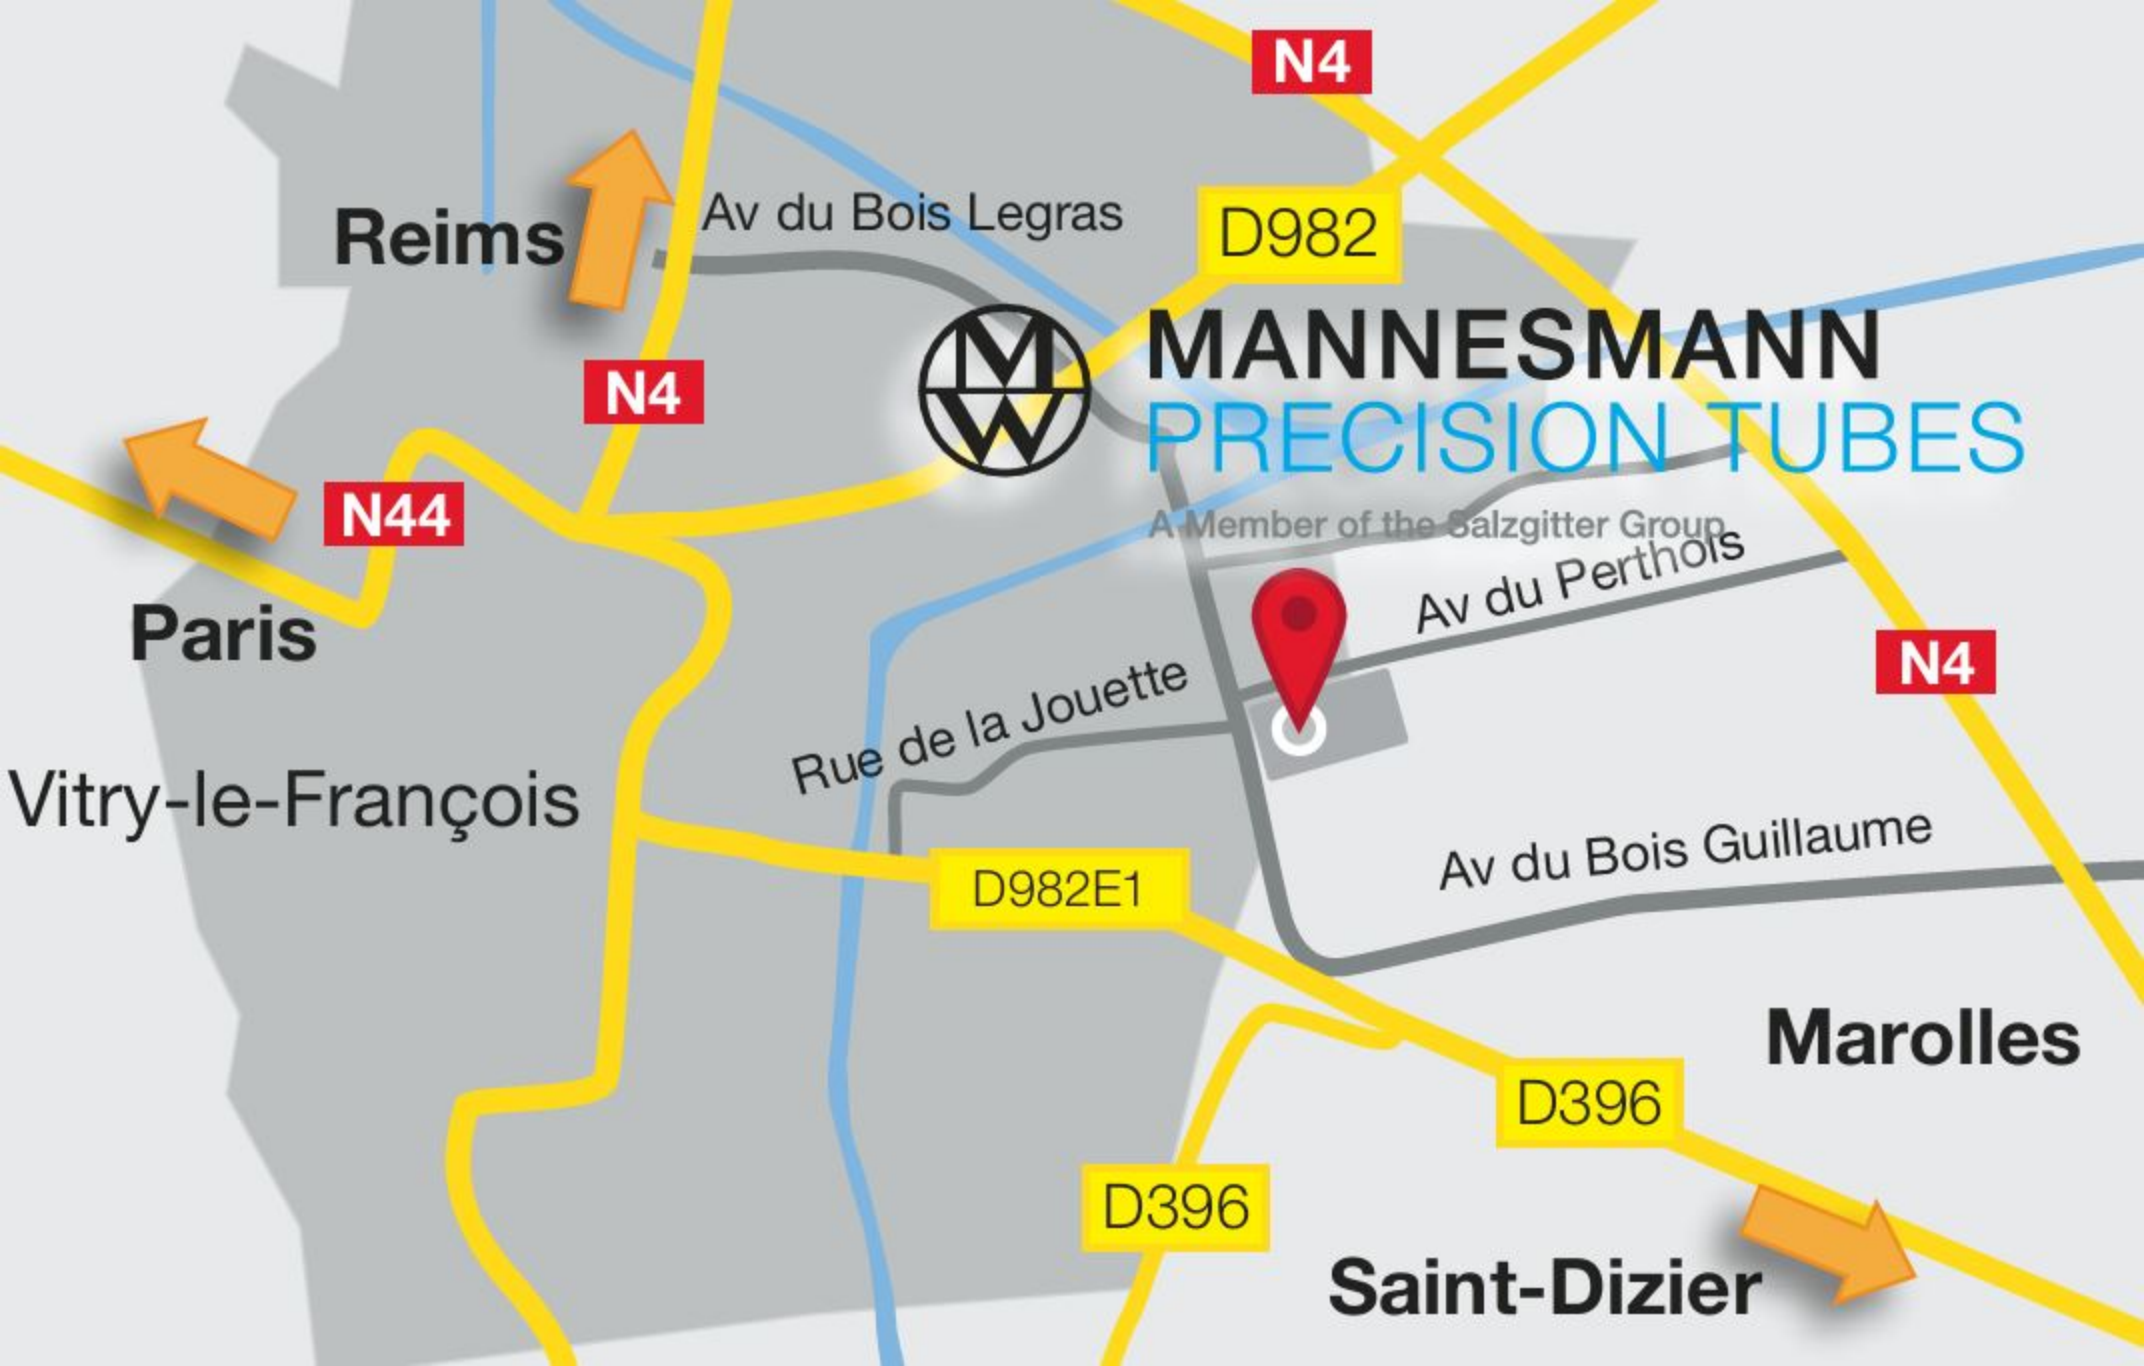 N4
Av du Bois Legras
D982
Reims
MANNESMANN
N4
PRECISION TUBES
N44
A Member of the Salzgitter Group
Av du Perthois
Paris
N4
Rue de la Jouette
Vitry-le-François
Av du Bois Guillaume
D982E1
Marolles
D396
D396
Saint-Dizier
MW